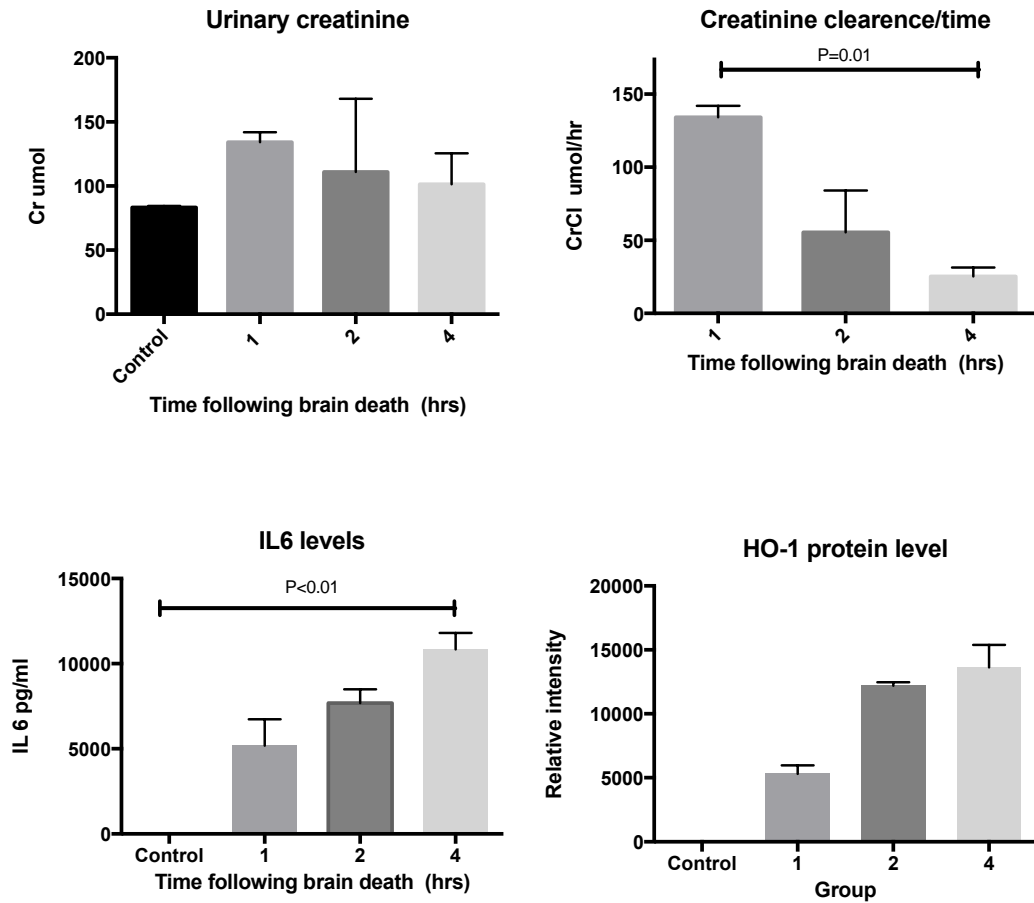 Urinary creatinine
200
150
100
50
0
Cr umol
Control
1
2
4
Time following brain death (hrs)
Creatinine clearence/time
P=0.01
150
100
50
0
CrCl umol/hr
1
2
4
Time following brain death (hrs)
IL6 levels
P<0.01
15000
10000
5000
0
IL 6 pg/ml
Control
1
2
4
Time following brain death (hrs)
HO-1 protein level
20000
15000
10000
5000
0
Relative intensity
Control
1
2
4
Group